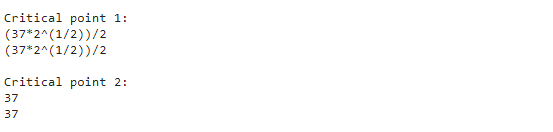 Critical point 1:
(37*2^(1/2))/2
(37*2^(1/2))/2
Critical point 2:
37
37